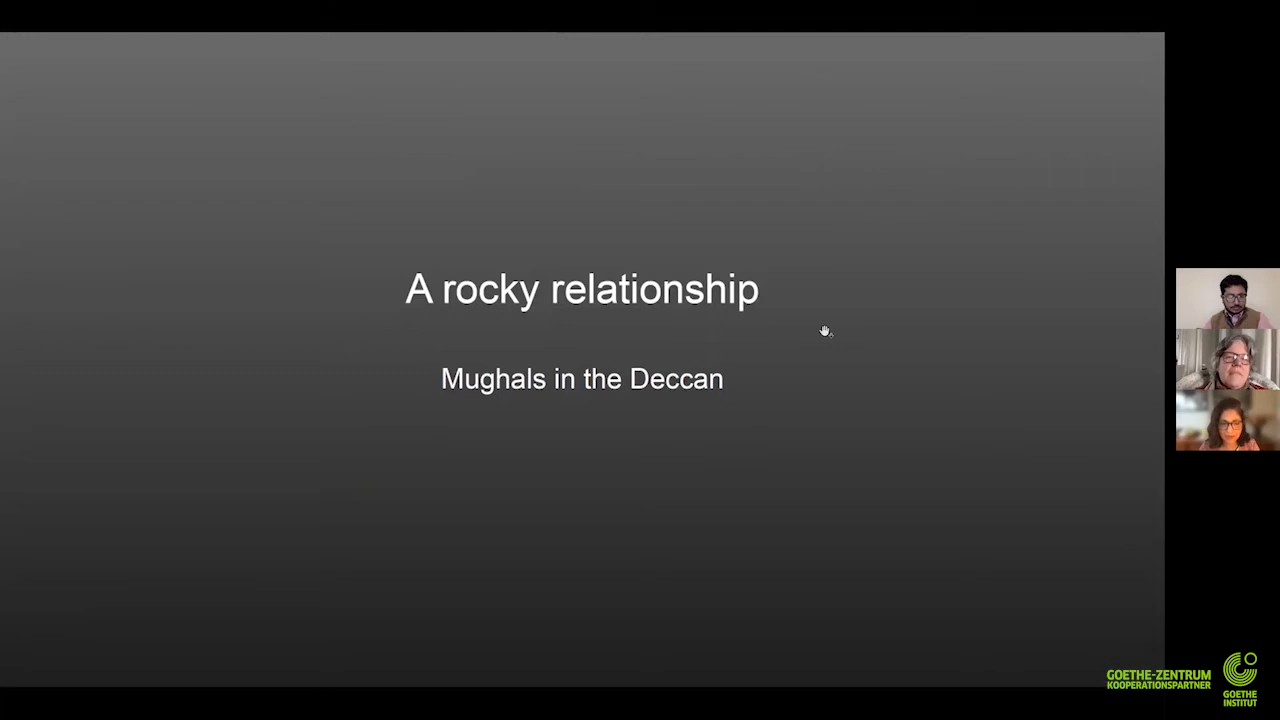 A rocky relationship
Mughals in the Deccan
GOETHE-ZENTRUM
KOOPERATIONSPARTNER
GOETHE
INSTITUT